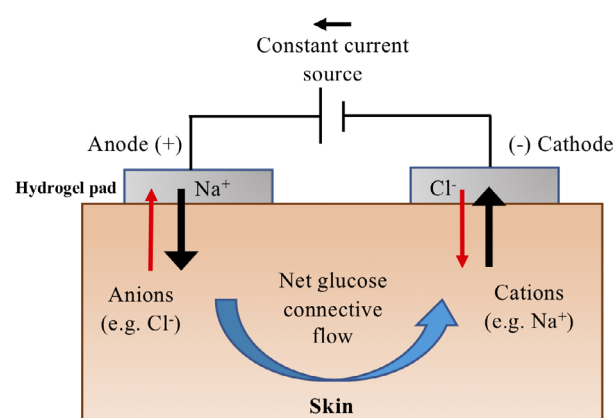 Constant current
source
Anode (+)
(-) Cathode
Hydrogel pad
Na⁺
Cl⁻
Anions
(e.g. Cl⁻)
Net glucose
connective
flow
Cations
(e.g. Na⁺)
Skin